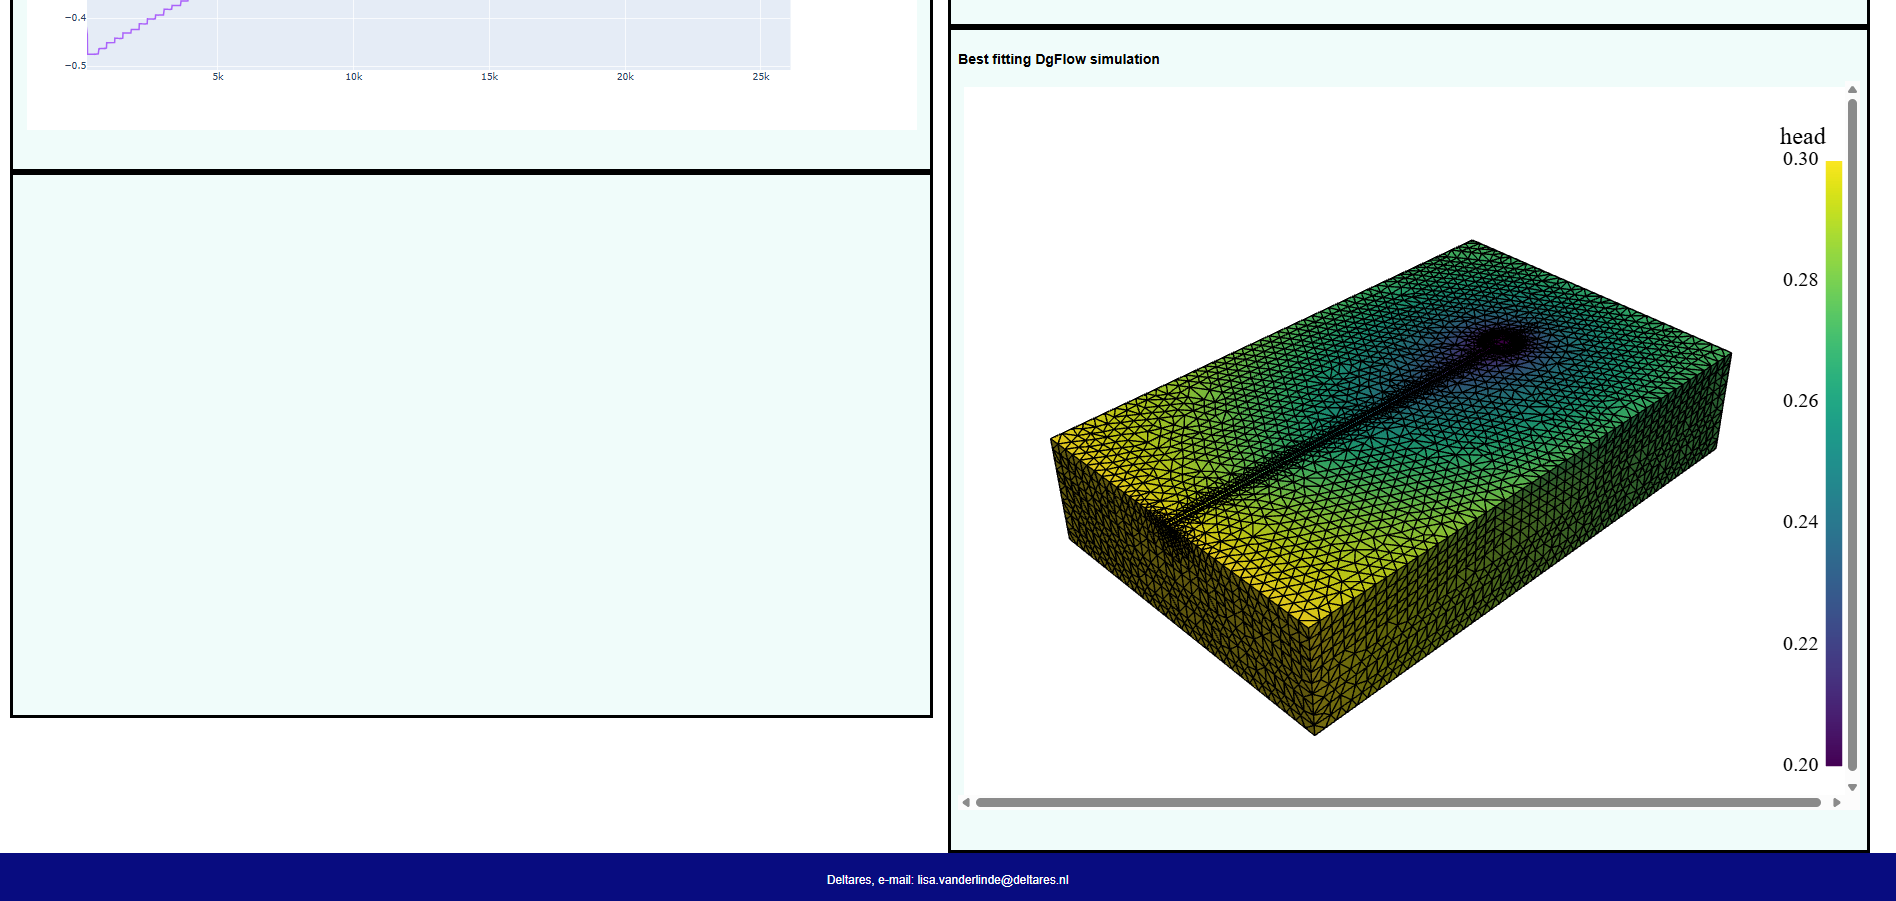 −0.4
−0.5
5k
10k
15k
20k
25k
Best fitting DgFlow simulation
head
0.30
0.28
0.26
0.24
0.22
0.20
Deltares, e-mail: lisa.vanderlinde@deltares.nl